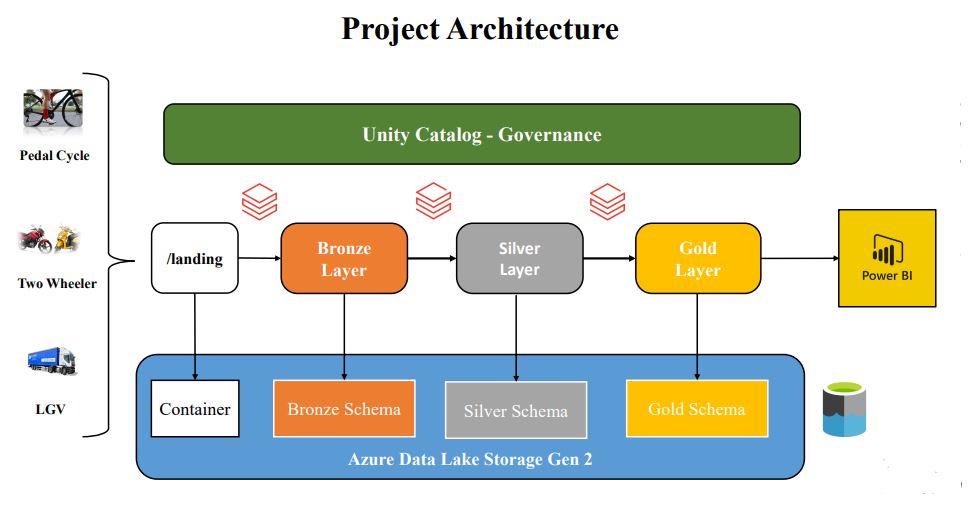 Project Architecture
Pedal Cycle
Two Wheeler
LGV
Unity Catalog - Governance
/landing
Bronze
Layer
Silver
Layer
Gold
Layer
Power BI
Container
Bronze Schema
Silver Schema
Gold Schema
Azure Data Lake Storage Gen 2